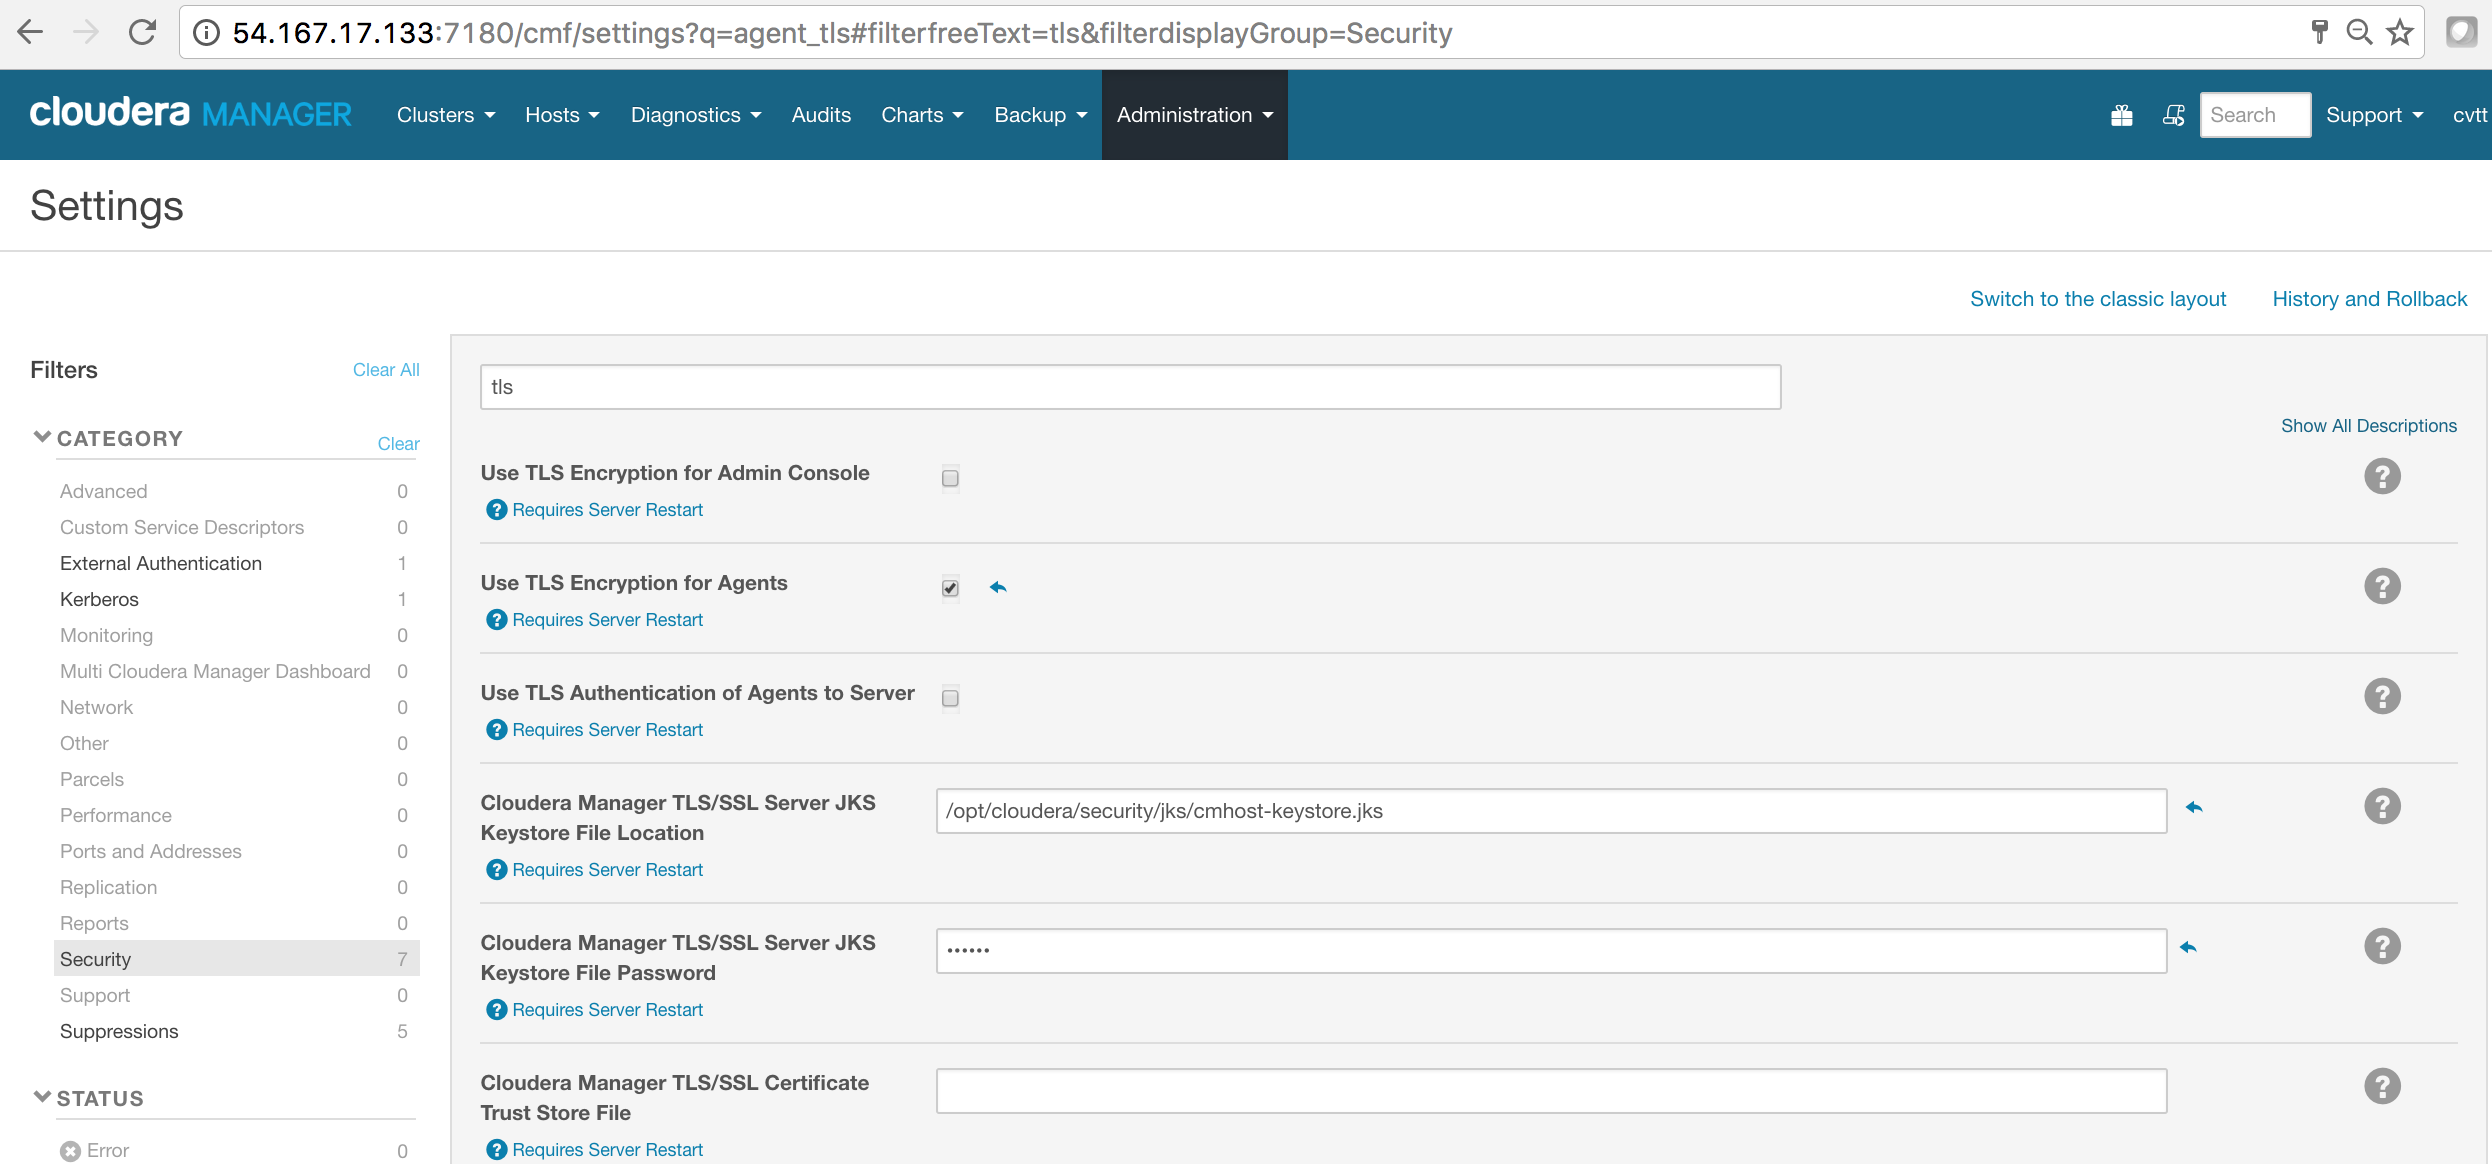 54.167.17.133:7180/cmf/settings?q=agent_tls#filterfreeText=tls&filterdisplayGroup=Security
cloudera MANAGER Clusters Hosts Diagnostics Audits Charts Backup Administration Search Support cvtt
Settings
Switch to the classic layout History and Rollback
Filters Clear All
tls
Show All Descriptions
CATEGORY Clear
Advanced 0
Custom Service Descriptors 0
External Authentication 1
Kerberos 1
Monitoring 0
Multi Cloudera Manager Dashboard 0
Network 0
Other 0
Parcels 0
Performance 0
Ports and Addresses 0
Replication 0
Reports 0
Security 7
Support 0
Suppressions 5
STATUS
Error 0
Use TLS Encryption for Admin Console
? Requires Server Restart
?
Use TLS Encryption for Agents
? Requires Server Restart
?
Use TLS Authentication of Agents to Server
? Requires Server Restart
?
Cloudera Manager TLS/SSL Server JKS
Keystore File Location
/opt/cloudera/security/jks/cmhost-keystore.jks
? Requires Server Restart
?
Cloudera Manager TLS/SSL Server JKS
Keystore File Password
••••••
? Requires Server Restart
?
Cloudera Manager TLS/SSL Certificate
Trust Store File
? Requires Server Restart
?